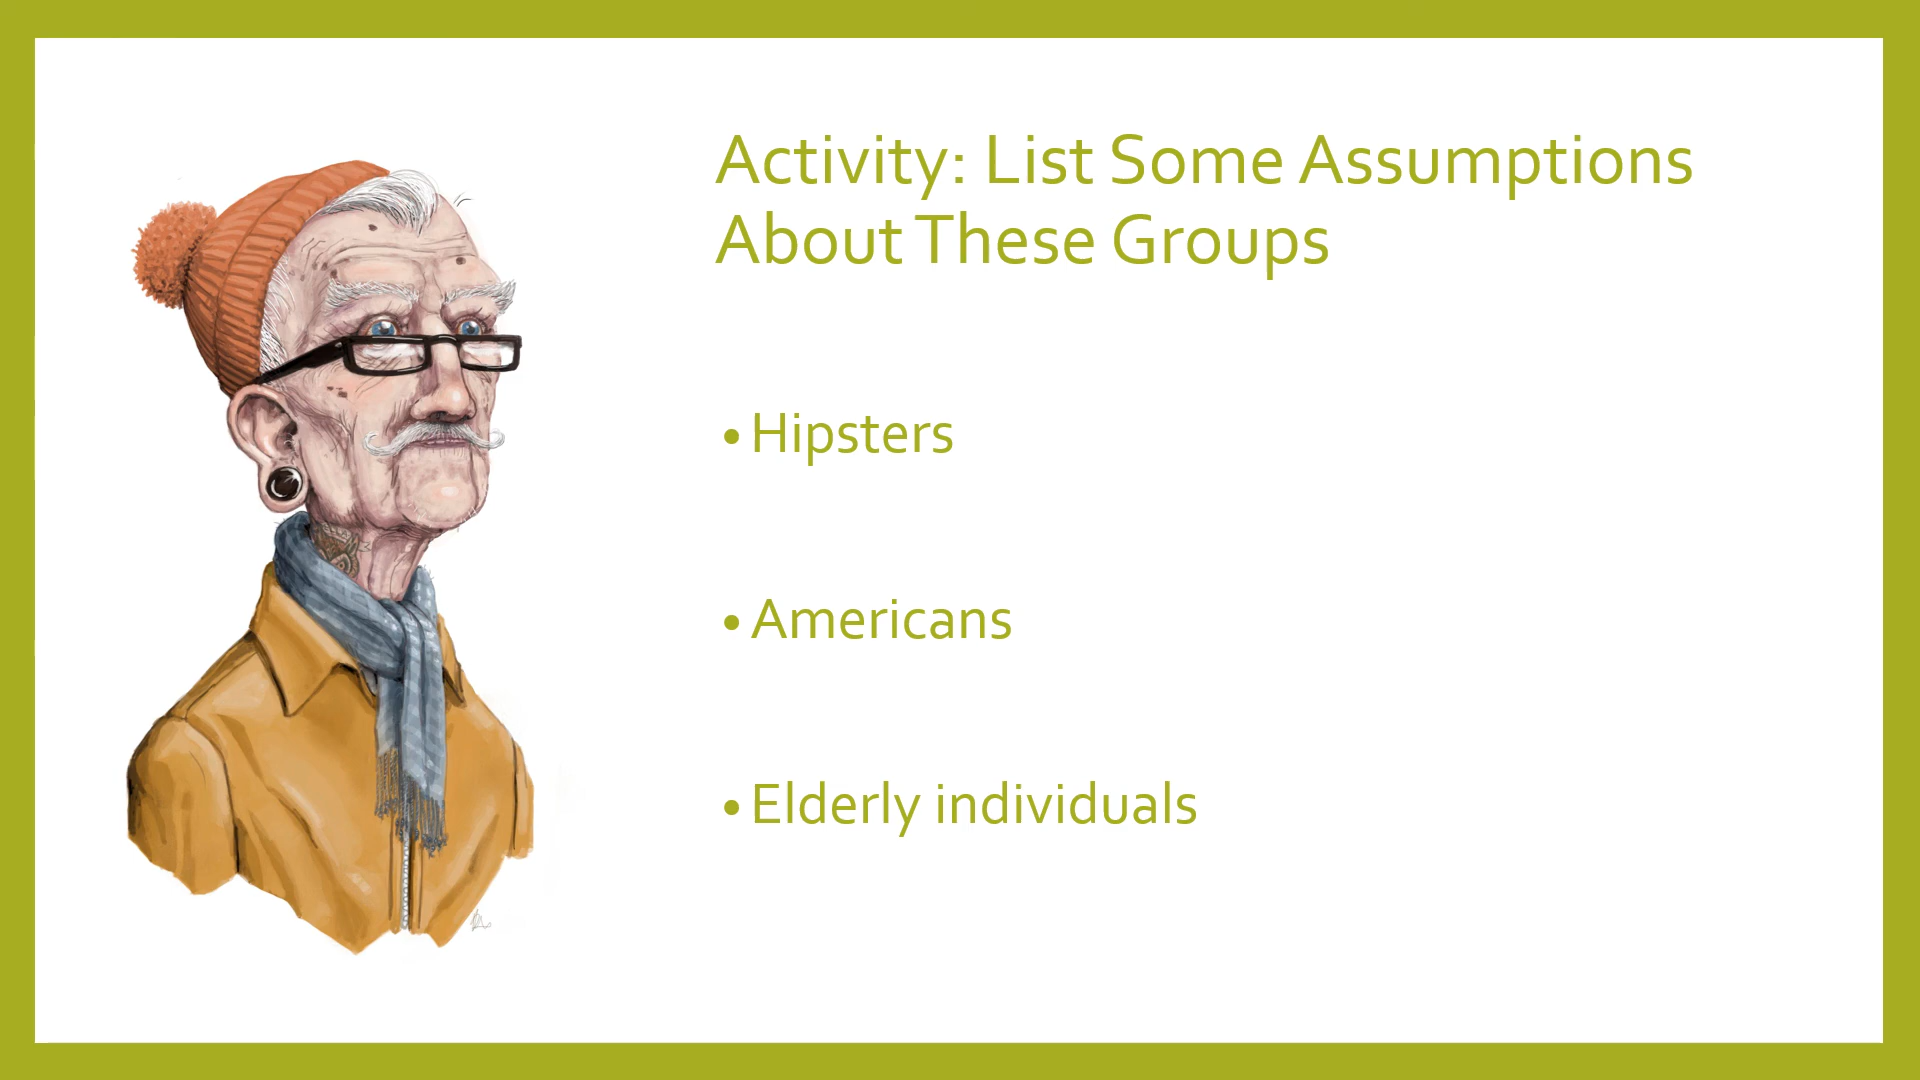 Activity: List Some Assumptions
About These Groups
• Hipsters
• Americans
• Elderly individuals